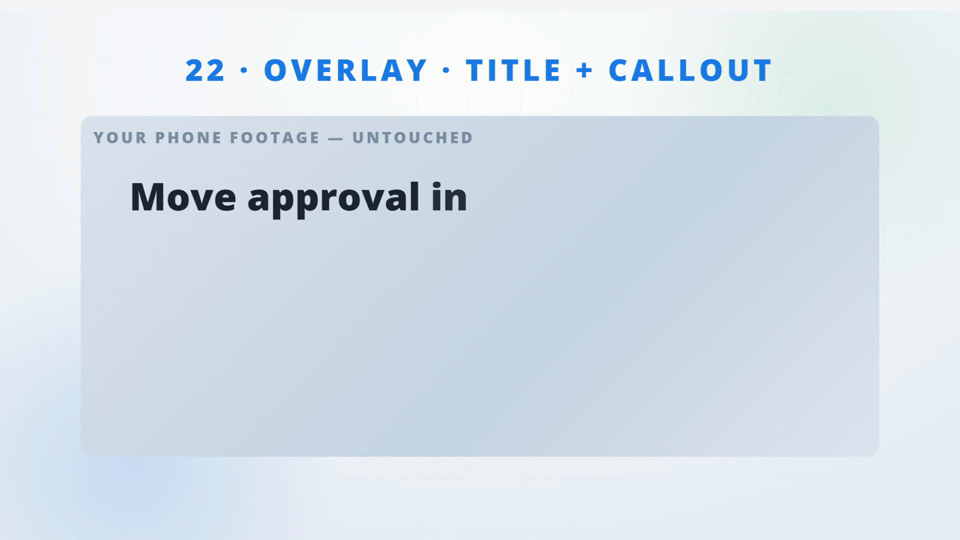 22 · OVERLAY · TITLE + CALLOUT
YOUR PHONE FOOTAGE — UNTOUCHED
Move approval in